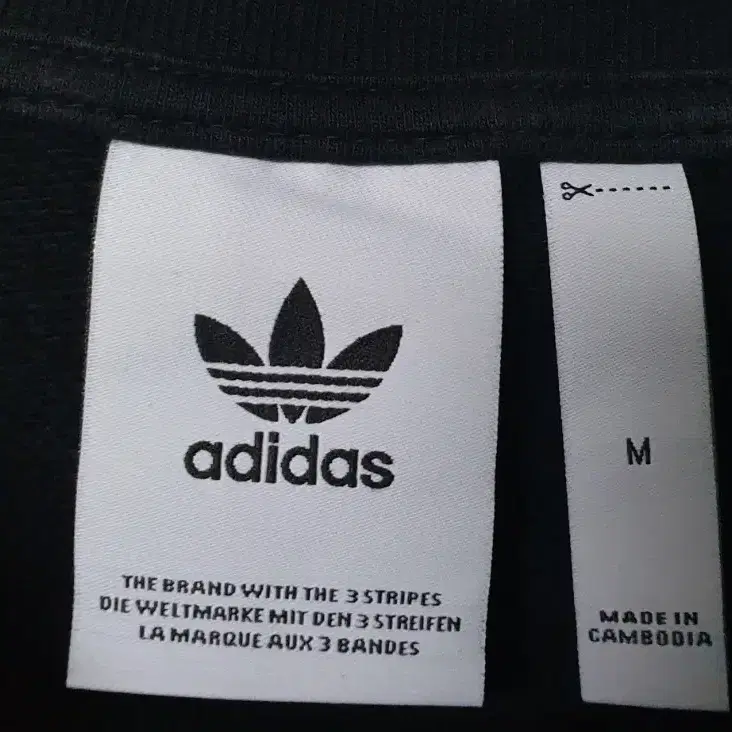 adidas
THE BRAND WITH THE 3 STRIPES
DIE WELTMARKE MIT DEN 3 STREIFEN
LA MARQUE AUX 3 BANDES
M
MADE IN
CAMBODIA